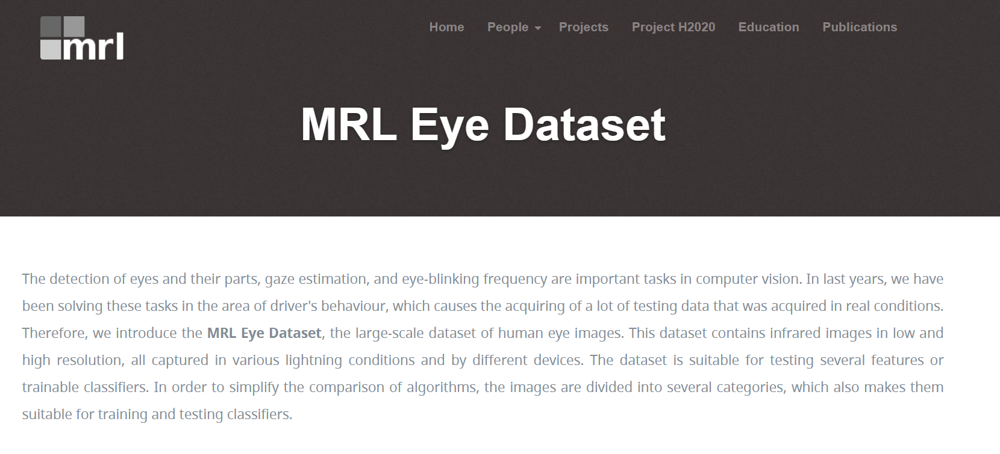 mrl
Home People Projects Project H2020 Education Publications
MRL Eye Dataset
The detection of eyes and their parts, gaze estimation, and eye-blinking frequency are important tasks in computer vision. In last years, we have
been solving these tasks in the area of driver's behaviour, which causes the acquiring of a lot of testing data that was acquired in real conditions.
Therefore, we introduce the MRL Eye Dataset, the large-scale dataset of human eye images. This dataset contains infrared images in low and
high resolution, all captured in various lightning conditions and by different devices. The dataset is suitable for testing several features or
trainable classifiers. In order to simplify the comparison of algorithms, the images are divided into several categories, which also makes them
suitable for training and testing classifiers.